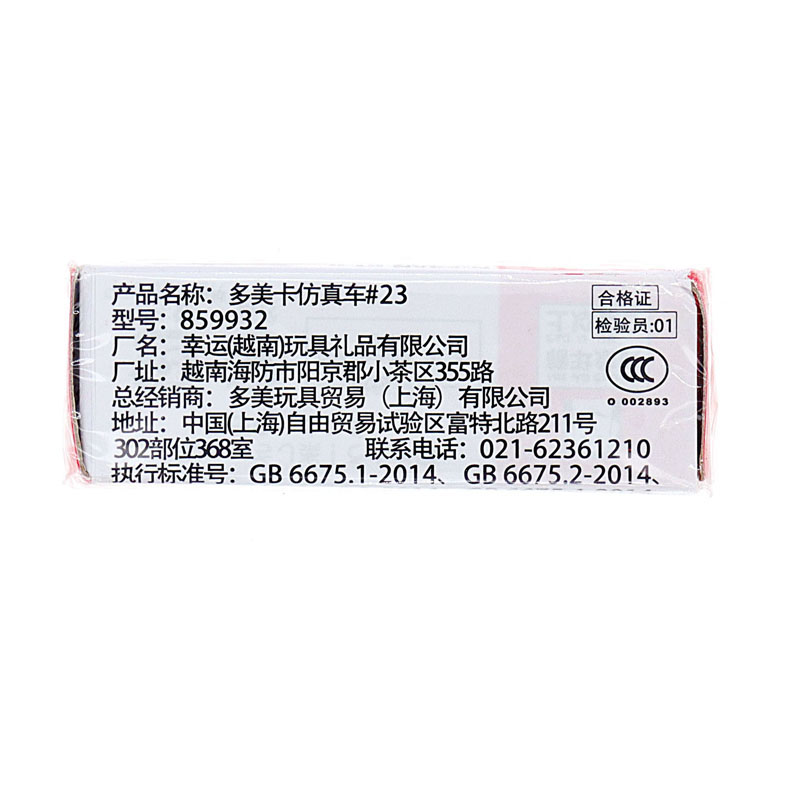 产品名称：多美卡仿真车#23
型号：859932
厂名：幸运(越南)玩具礼品有限公司
厂址：越南海防市阳京郡小茶区355路
总经销商：多美玩具贸易（上海）有限公司
地址：中国(上海)自由贸易试验区富特北路211号
302部位368室 联系电话：021-62361210
执行标准号：GB 6675.1-2014、GB 6675.2-2014、
合格证
检验员:01
CCC
O 002893